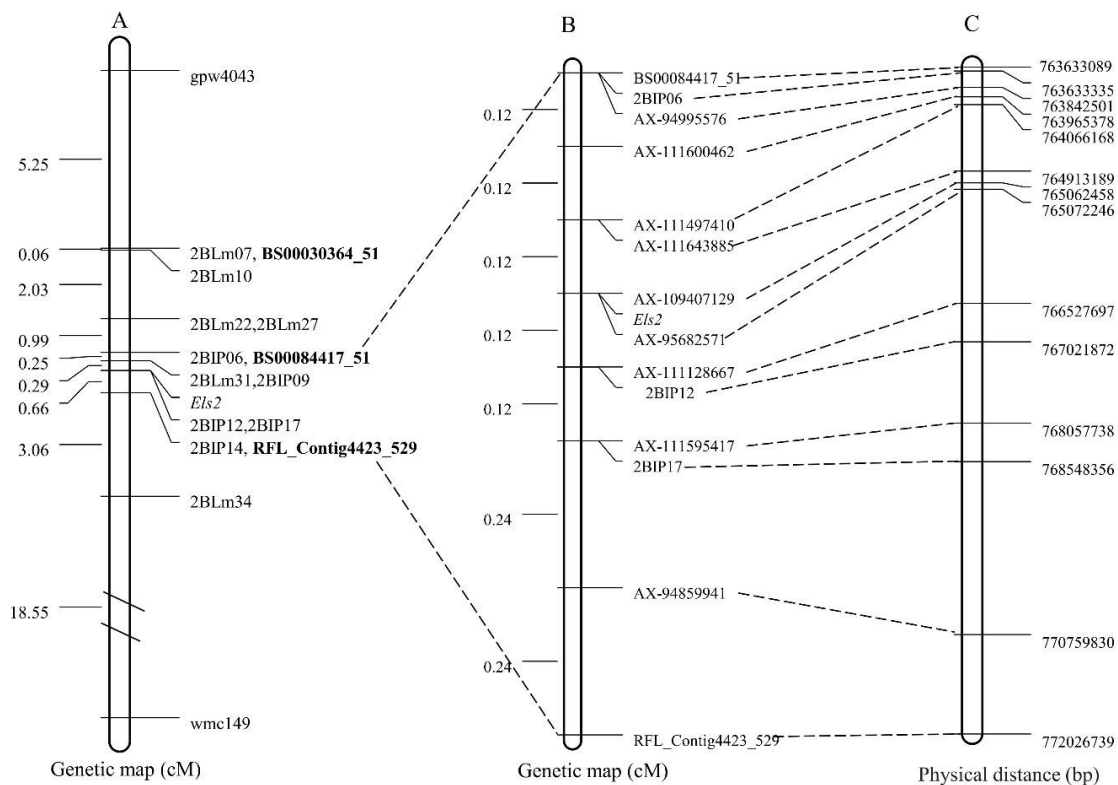 A
gpw4043
5.25
0.06
2.03
0.99
0.25
0.29
0.66
3.06
18.55
2BLm07, BS00030364_51
2BLm10
2BLm22,2BLm27
2BIP06, BS00084417_51
2BLm31,2BIP09
Els2
2BIP12,2BIP17
2BIP14, RFL_Contig4423_529
2BLm34
wmc149
Genetic map (cM)
B
0.12
0.12
0.12
0.12
0.12
0.24
0.24
BS00084417_51
2BIP06
AX-94995576
AX-111600462
AX-111497410
AX-111643885
AX-109407129
Els2
AX-95682571
AX-111128667
2BIP12
AX-111595417
2BIP17
AX-94859941
RFL_Contig4423_529
Genetic map (cM)
C
763633089
763633335
763842501
763965378
764066168
764913189
765062458
765072246
766527697
767021872
768057738
768548356
770759830
772026739
Physical distance (bp)